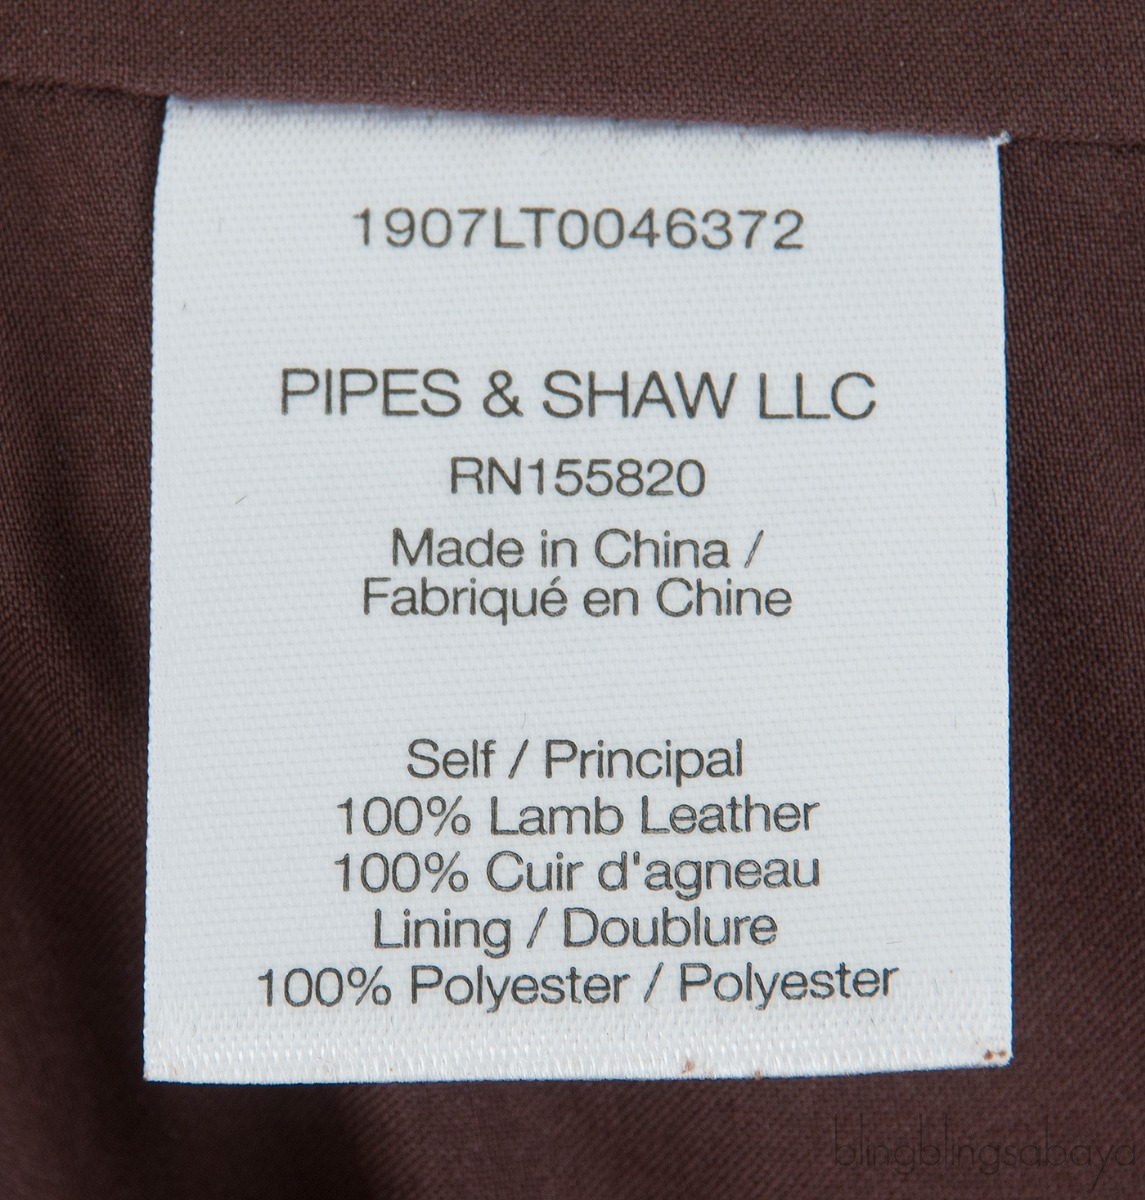 1907LT0046372
PIPES & SHAW LLC
RN155820
Made in China /
Fabriqué en Chine
Self / Principal
100% Lamb Leather
100% Cuir d'agneau
Lining / Doublure
100% Polyester / Polyester
blingblingsabaya